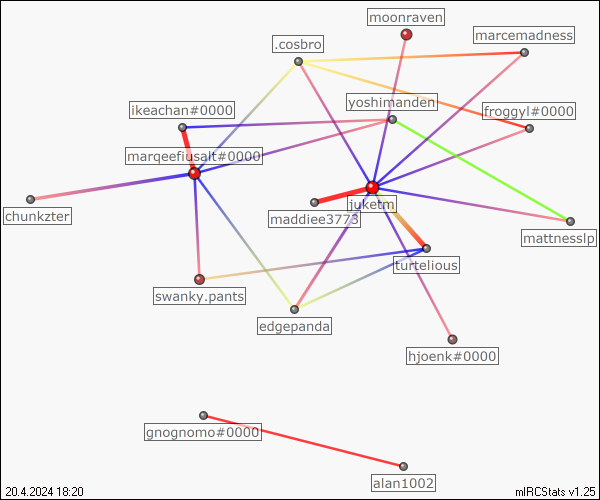 moonraven
marcemadness
.cosbro
yoshimanden
ikeachan#0000
froggyl#0000
marqeefiusalt#0000
juketm
maddiee3773
chunkzter
mattnesslp
turtelious
swanky.pants
edgepanda
hjoenk#0000
gnognomo#0000
alan1002
20.4.2024 18:20
mIRCStats v1.25